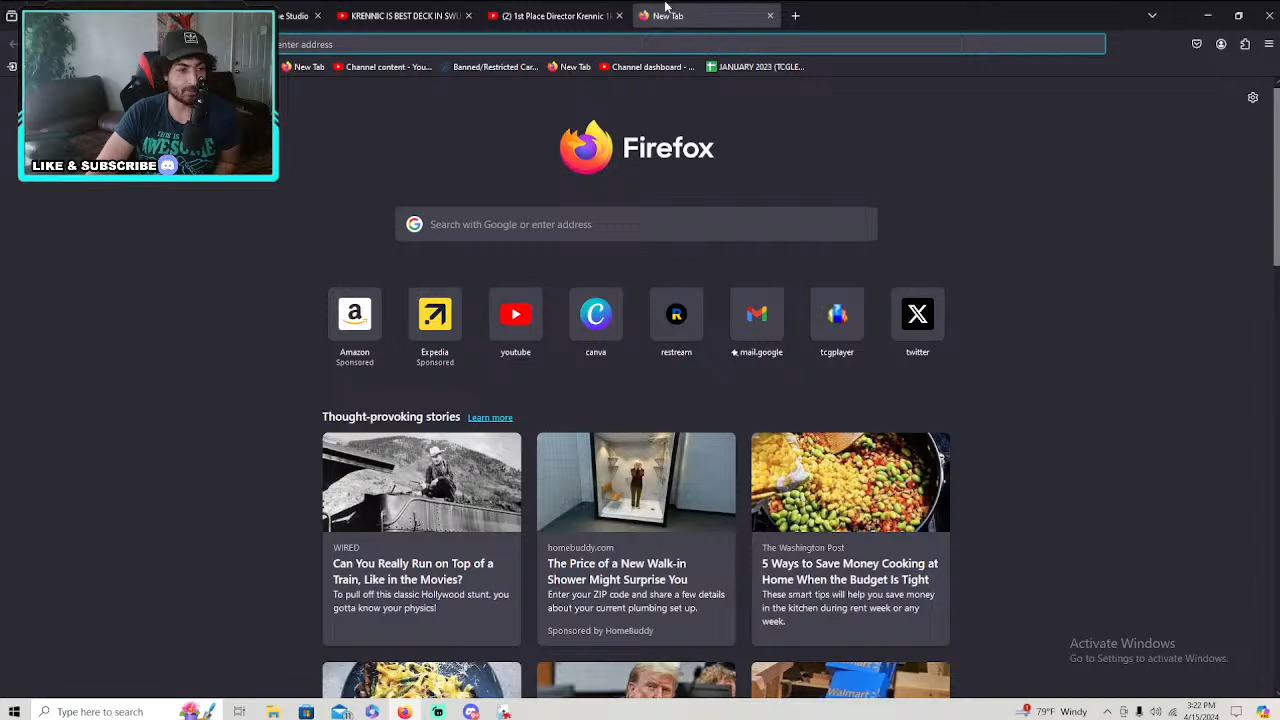 e Studio
KRENNIC IS BEST DECK IN SWU
(2) 1st Place Director Krennic 1
New Tab
enter address
New Tab
Channel content - You...
Banned/Restricted Car...
New Tab
Channel dashboard - ...
JANUARY 2023 (TCGLE...
THIS IS
AWESOME
LIKE & SUBSCRIBE
Firefox
Search with Google or enter address
Amazon
Sponsored
Expedia
Sponsored
youtube
canva
restream
mail.google
tcgplayer
twitter
Thought-provoking stories
Learn more
WIRED
Can You Really Run on Top of a
Train, Like in the Movies?
To pull off this classic Hollywood stunt, you
gotta know your physics!
homebuddy.com
The Price of a New Walk-in
Shower Might Surprise You
Enter your ZIP code and share a few details
about your current plumbing set up.
Sponsored by HomeBuddy
The Washington Post
5 Ways to Save Money Cooking at
Home When the Budget Is Tight
These smart tips will help you save money
in the kitchen during rent week or any
week.
Walmart
Activate Windows
Go to Settings to activate Windows.
Type here to search
79°F Windy
3:22 PM
4/15/2024